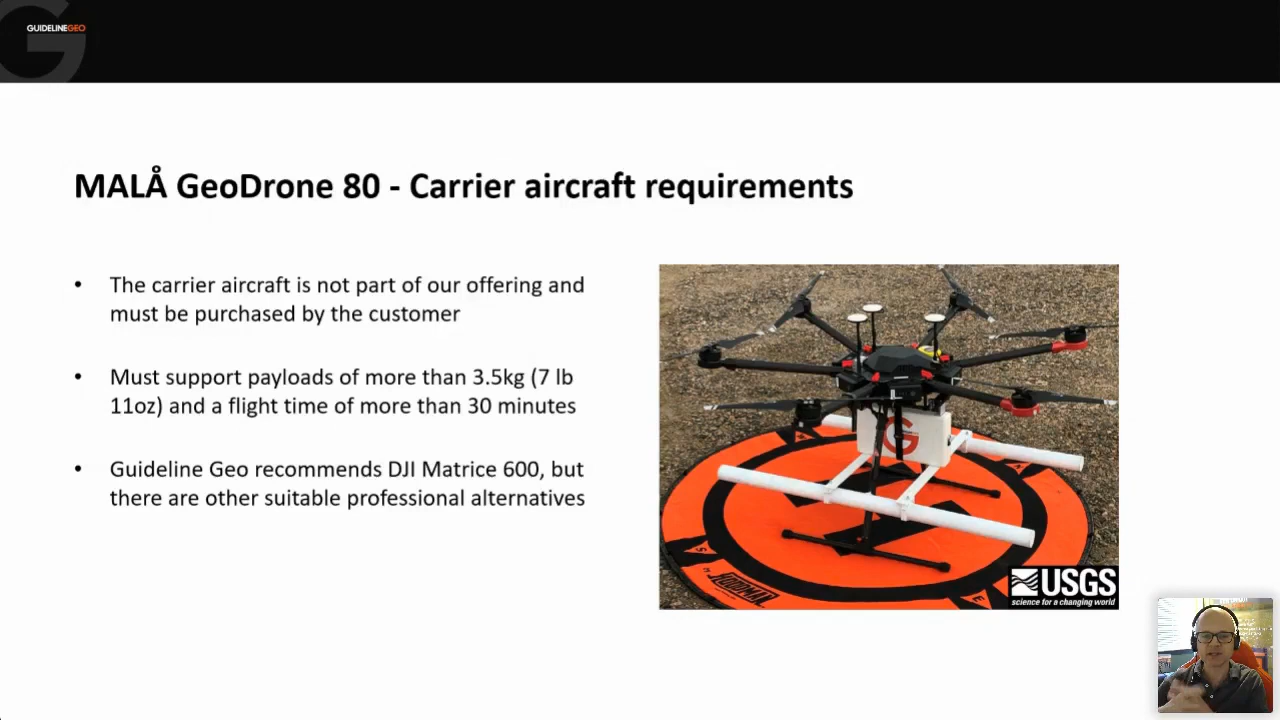 GUIDELINEGEO
MALÅ GeoDrone 80 - Carrier aircraft requirements
• The carrier aircraft is not part of our offering and
must be purchased by the customer
• Must support payloads of more than 3.5kg (7 lb
11oz) and a flight time of more than 30 minutes
• Guideline Geo recommends DJI Matrice 600, but
there are other suitable professional alternatives
G
S
E
USGS
science for a changing world